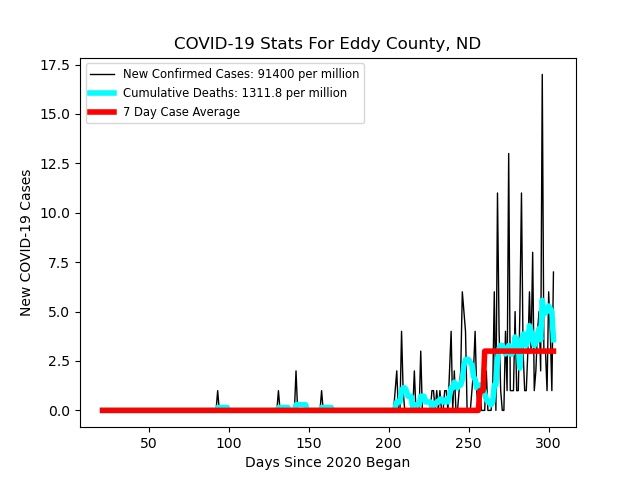 COVID-19 Stats For Eddy County, ND
New Confirmed Cases: 91400 per million
Cumulative Deaths: 1311.8 per million
7 Day Case Average
New COVID-19 Cases
17.5
15.0
12.5
10.0
7.5
5.0
2.5
0.0
50 100 150 200 250 300
Days Since 2020 Began